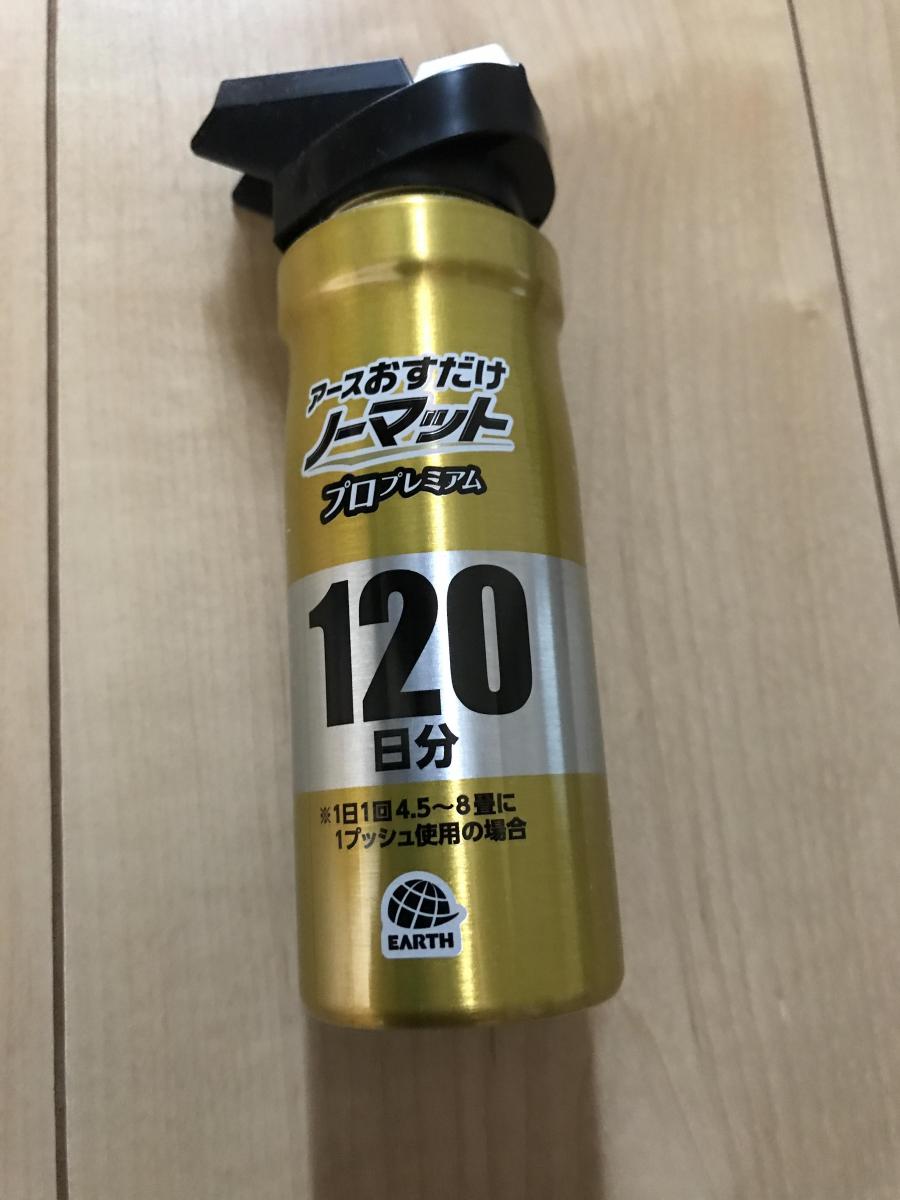 アースおすだけ
ノーマット
プロプレミアム
120
日分
※1日1回4.5～8畳に
1プッシュ使用の場合
EARTH